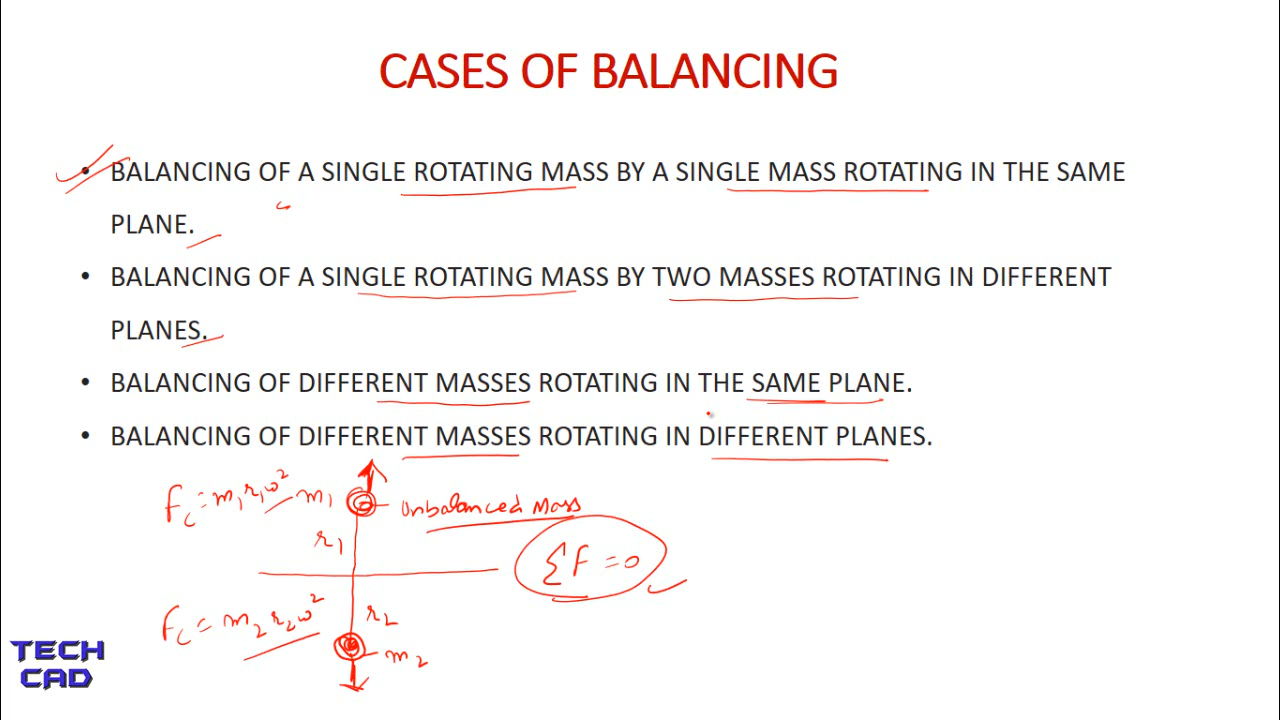 CASES OF BALANCING
• BALANCING OF A SINGLE ROTATING MASS BY A SINGLE MASS ROTATING IN THE SAME
PLANE.
• BALANCING OF A SINGLE ROTATING MASS BY TWO MASSES ROTATING IN DIFFERENT
PLANES.
• BALANCING OF DIFFERENT MASSES ROTATING IN THE SAME PLANE.
• BALANCING OF DIFFERENT MASSES ROTATING IN DIFFERENT PLANES.
Fc = m₁r₁ω²
m₁
Unbalanced Mass
r₁
ΣF = 0
Fc = m₂r₂ω²
r₂
m₂
TECH
CAD